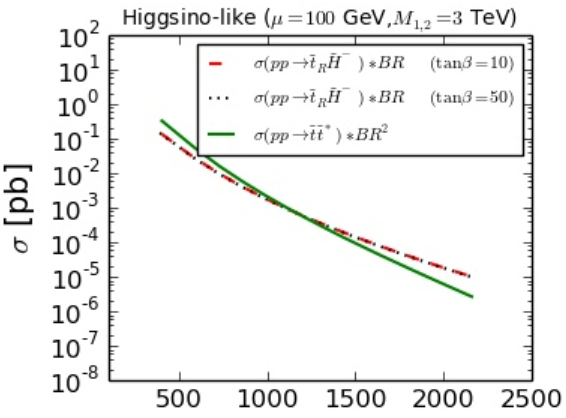 Higgsino-like (μ=100 GeV,M₁,₂=3 TeV)
σ(pp→t̃_R H̃⁻ )∗BR (tanβ=10)
σ(pp→t̃_R H̃⁻ )∗BR (tanβ=50)
σ(pp→t̃t̃*)∗BR²
σ [pb]
10²
10¹
10⁰
10⁻¹
10⁻²
10⁻³
10⁻⁴
10⁻⁵
10⁻⁶
10⁻⁷
10⁻⁸
500 1000 1500 2000 2500